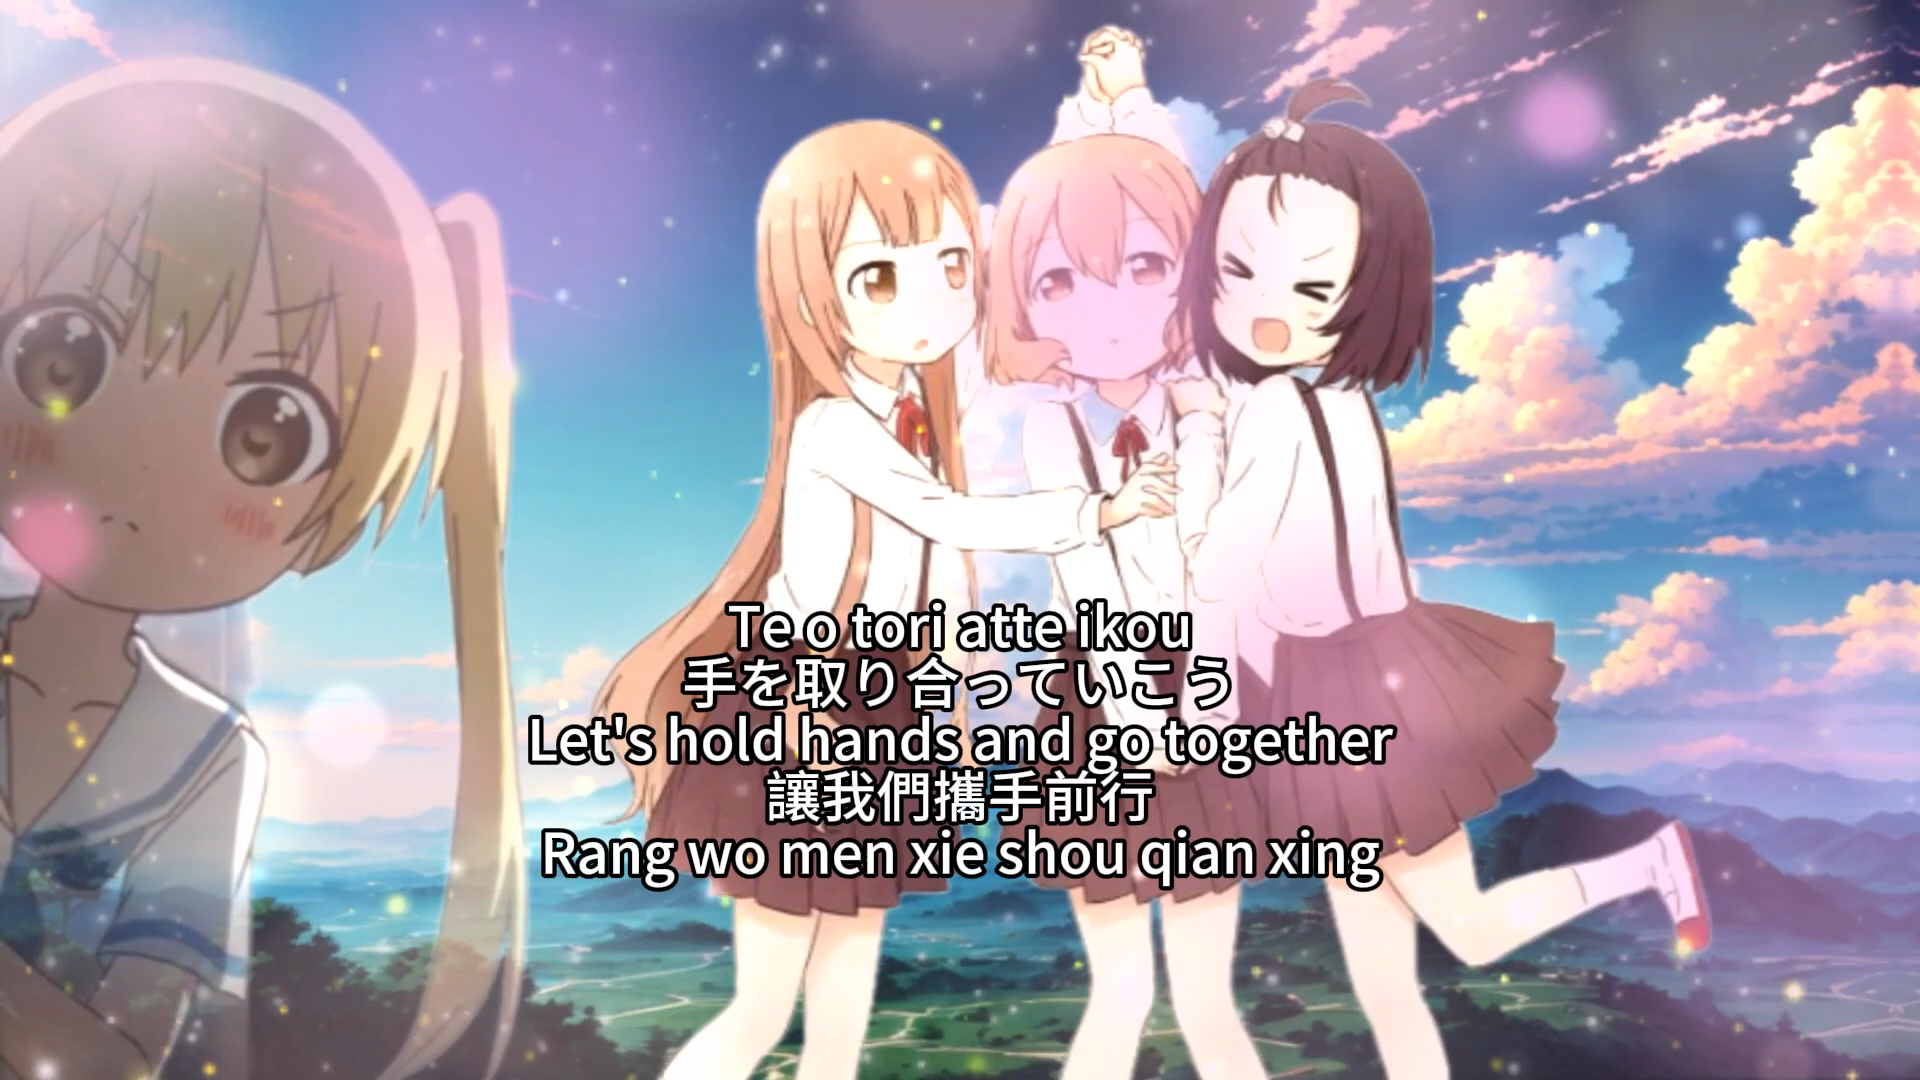 Te o tori atte ikou
手を取り合っていこう
Let's hold hands and go together
讓我們攜手前行
Rang wo men xie shou qian xing